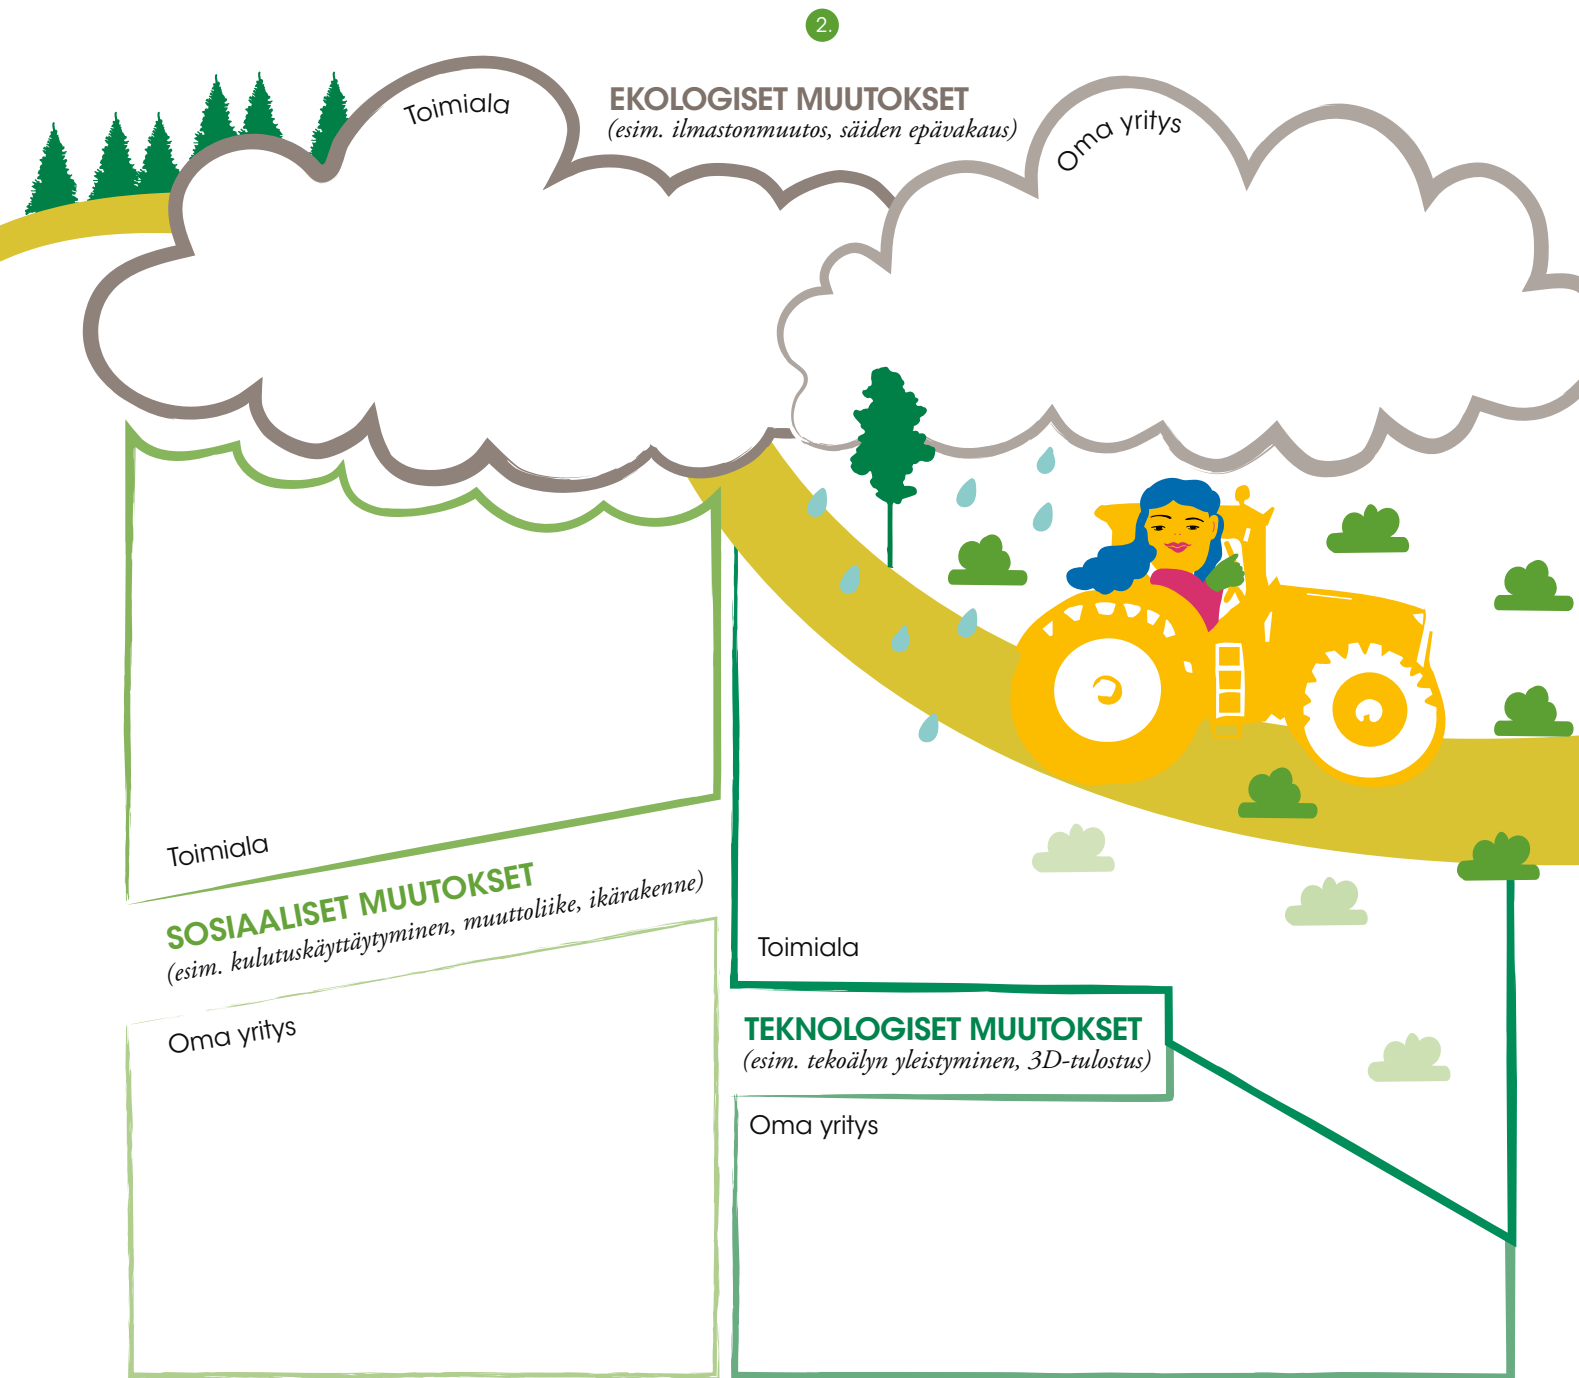 2.
Toimiala
EKOLOGISET MUUTOKSET
(esim. ilmastonmuutos, säiden epävakaus)
Oma yritys
Toimiala
SOSIAALISET MUUTOKSET
(esim. kulutuskäyttäytyminen, muuttoliike, ikärakenne)
Oma yritys
Toimiala
TEKNOLOGISET MUUTOKSET
(esim. tekoälyn yleistyminen, 3D-tulostus)
Oma yritys